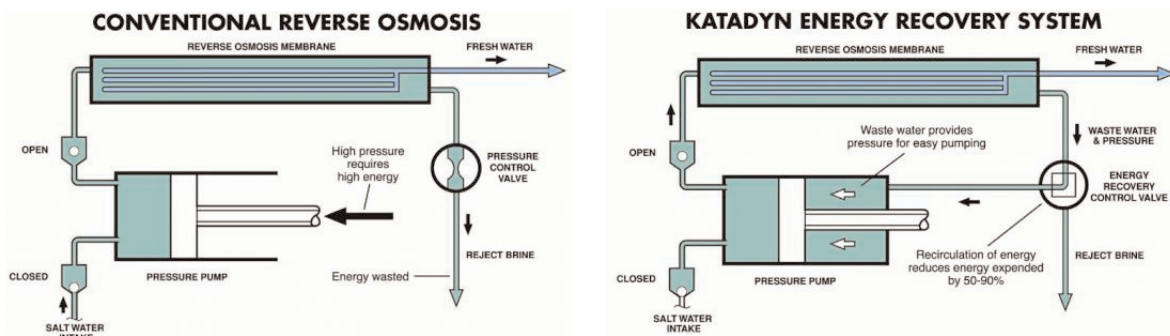 CONVENTIONAL REVERSE OSMOSIS
REVERSE OSMOSIS MEMBRANE
FRESH WATER
OPEN
High pressure
requires
high energy
PRESSURE
CONTROL
VALVE
CLOSED
PRESSURE PUMP
Energy wasted
REJECT BRINE
SALT WATER
INTAKE
KATADYN ENERGY RECOVERY SYSTEM
REVERSE OSMOSIS MEMBRANE
FRESH WATER
OPEN
Waste water provides
pressure for easy pumping
WASTE WATER
& PRESSURE
ENERGY
RECOVERY
CONTROL VALVE
CLOSED
PRESSURE PUMP
Recirculation of energy
reduces energy expended
by 50-90%
REJECT BRINE
SALT WATER
INTAKE